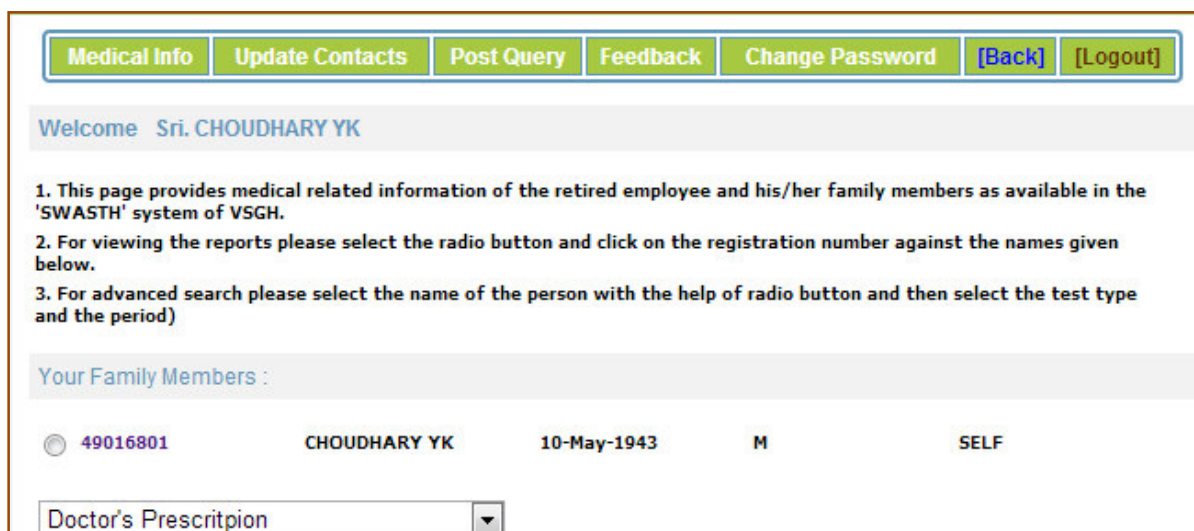 Medical Info Update Contacts Post Query Feedback Change Password [Back] [Logout]
Welcome Sri. CHOUDHARY YK
1. This page provides medical related information of the retired employee and his/her family members as available in the
'SWASTH' system of VSGH.
2. For viewing the reports please select the radio button and click on the registration number against the names given
below.
3. For advanced search please select the name of the person with the help of radio button and then select the test type
and the period)
Your Family Members :
49016801 CHOUDHARY YK 10-May-1943 M SELF
Doctor's Prescritpion